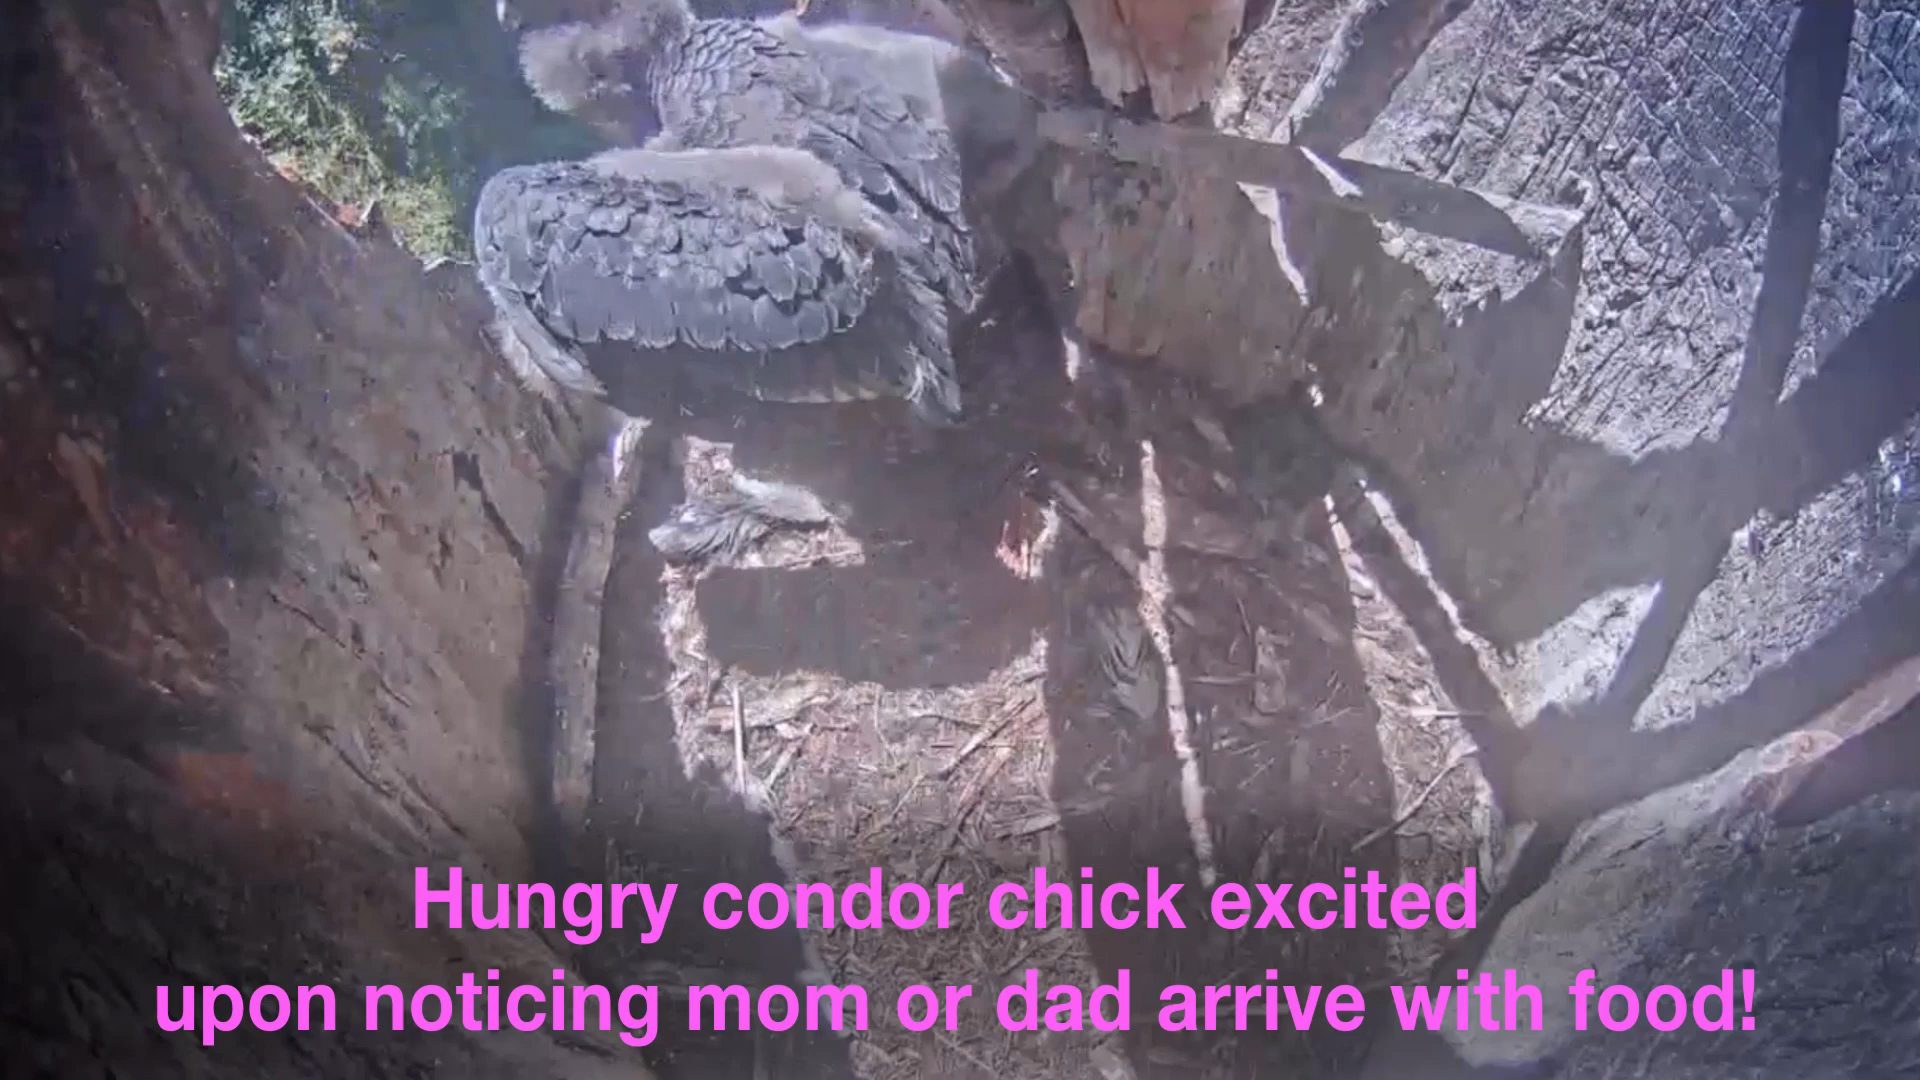 Hungry condor chick excited
upon noticing mom or dad arrive with food!